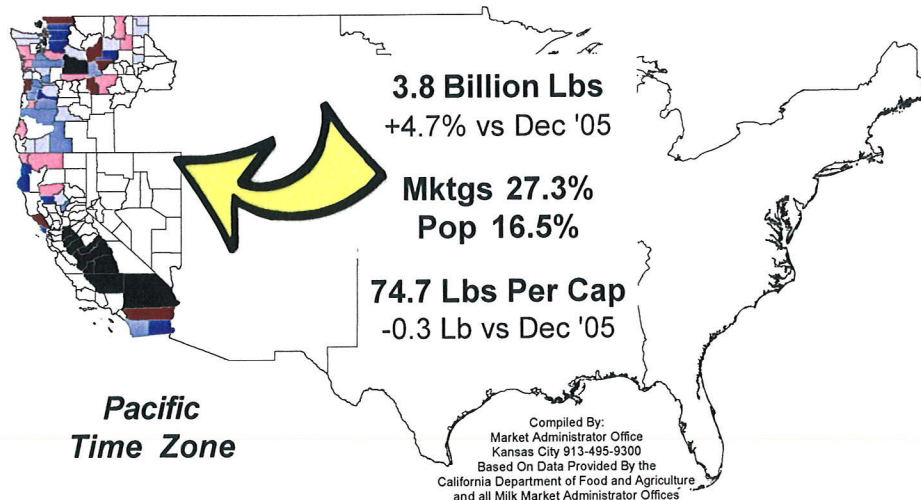 3.8 Billion Lbs
+4.7% vs Dec '05
Mktgs 27.3%
Pop 16.5%
74.7 Lbs Per Cap
-0.3 Lb vs Dec '05
Pacific
Time Zone
Compiled By:
Market Administrator Office
Kansas City 913-495-9300
Based On Data Provided By the
California Department of Food and Agriculture
and all Milk Market Administrator Offices